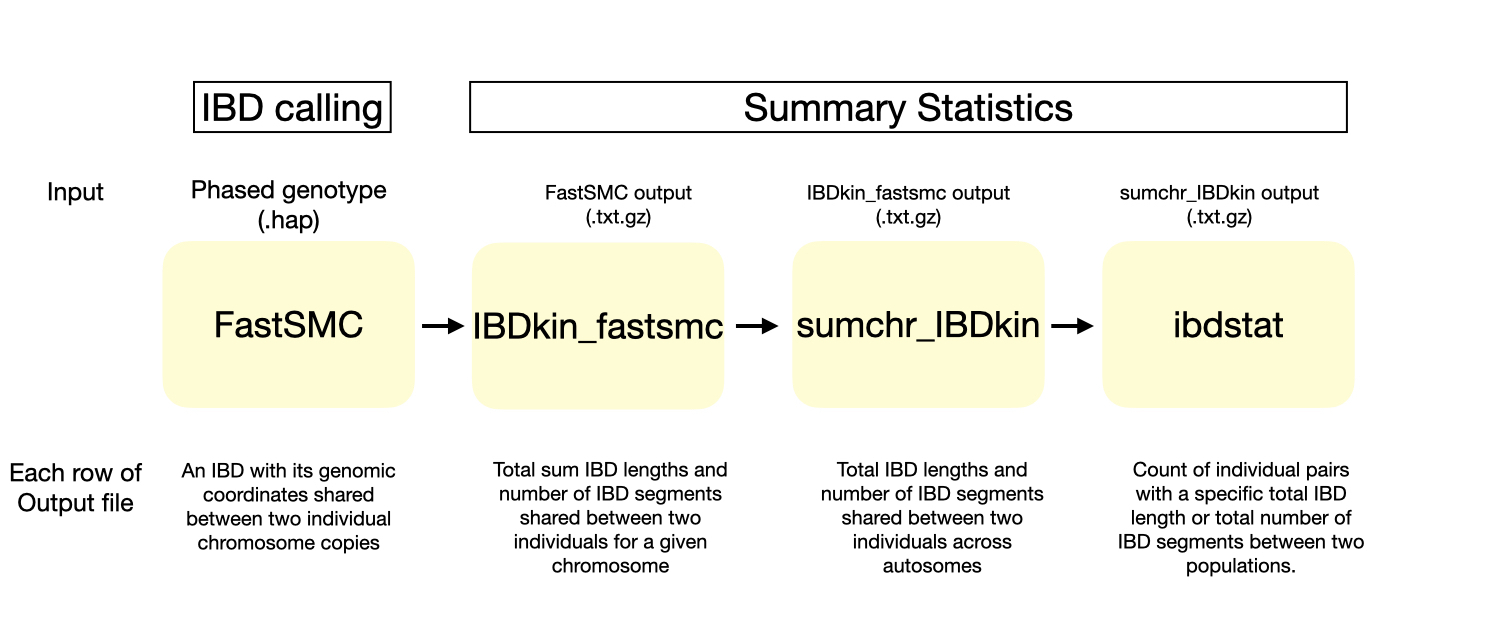 IBD calling
Summary Statistics
Input
Phased genotype
(.hap)
FastSMC output
(.txt.gz)
IBDkin_fastsmc output
(.txt.gz)
sumchr_IBDkin output
(.txt.gz)
FastSMC
IBDkin_fastsmc
sumchr_IBDkin
ibdstat
Each row of
Output file
An IBD with its genomic
coordinates shared
between two individual
chromosome copies
Total sum IBD lengths and
number of IBD segments
shared between two
individuals for a given
chromosome
Total IBD lengths and
number of IBD segments
shared between two
individuals across
autosomes
Count of individual pairs
with a specific total IBD
length or total number of
IBD segments between two
populations.